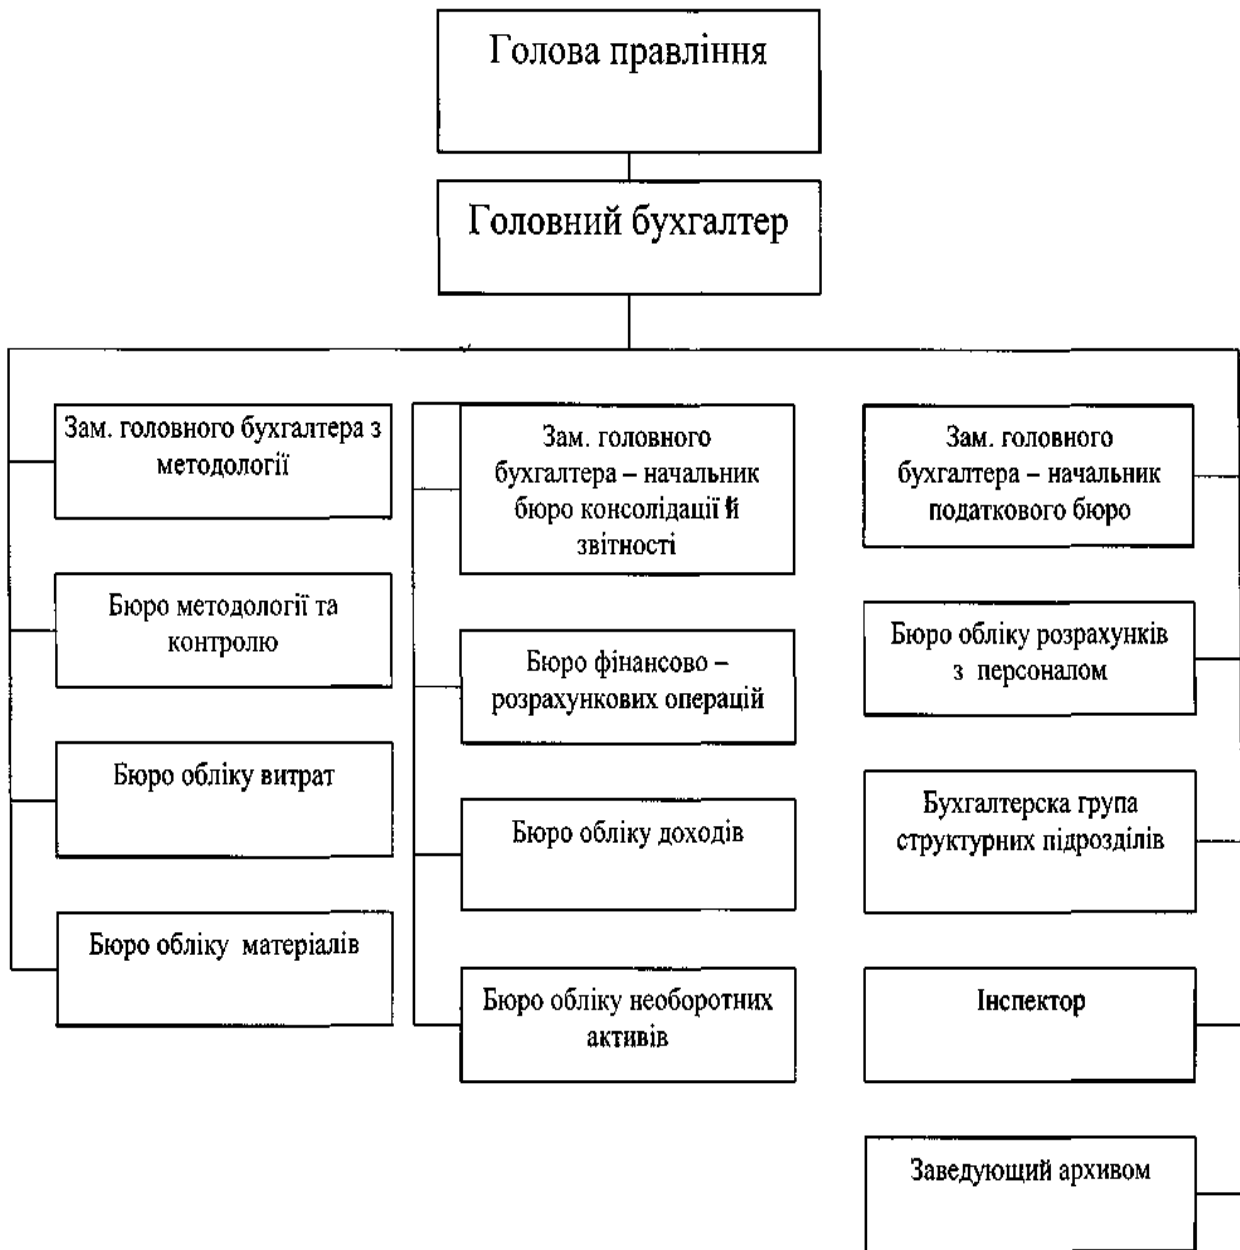 Голова правління
Головний бухгалтер
Зам. головного бухгалтера з
методології
Бюро методології та
контролю
Бюро обліку витрат
Бюро обліку матеріалів
Зам. головного
бухгалтера – начальник
бюро консолідації й
звітності
Бюро фінансово –
розрахункових операцій
Бюро обліку доходів
Бюро обліку необоротних
активів
Зам. головного
бухгалтера – начальник
податкового бюро
Бюро обліку розрахунків
з персоналом
Бухгалтерска група
структурних підрозділів
Інспектор
Заведующий архивом